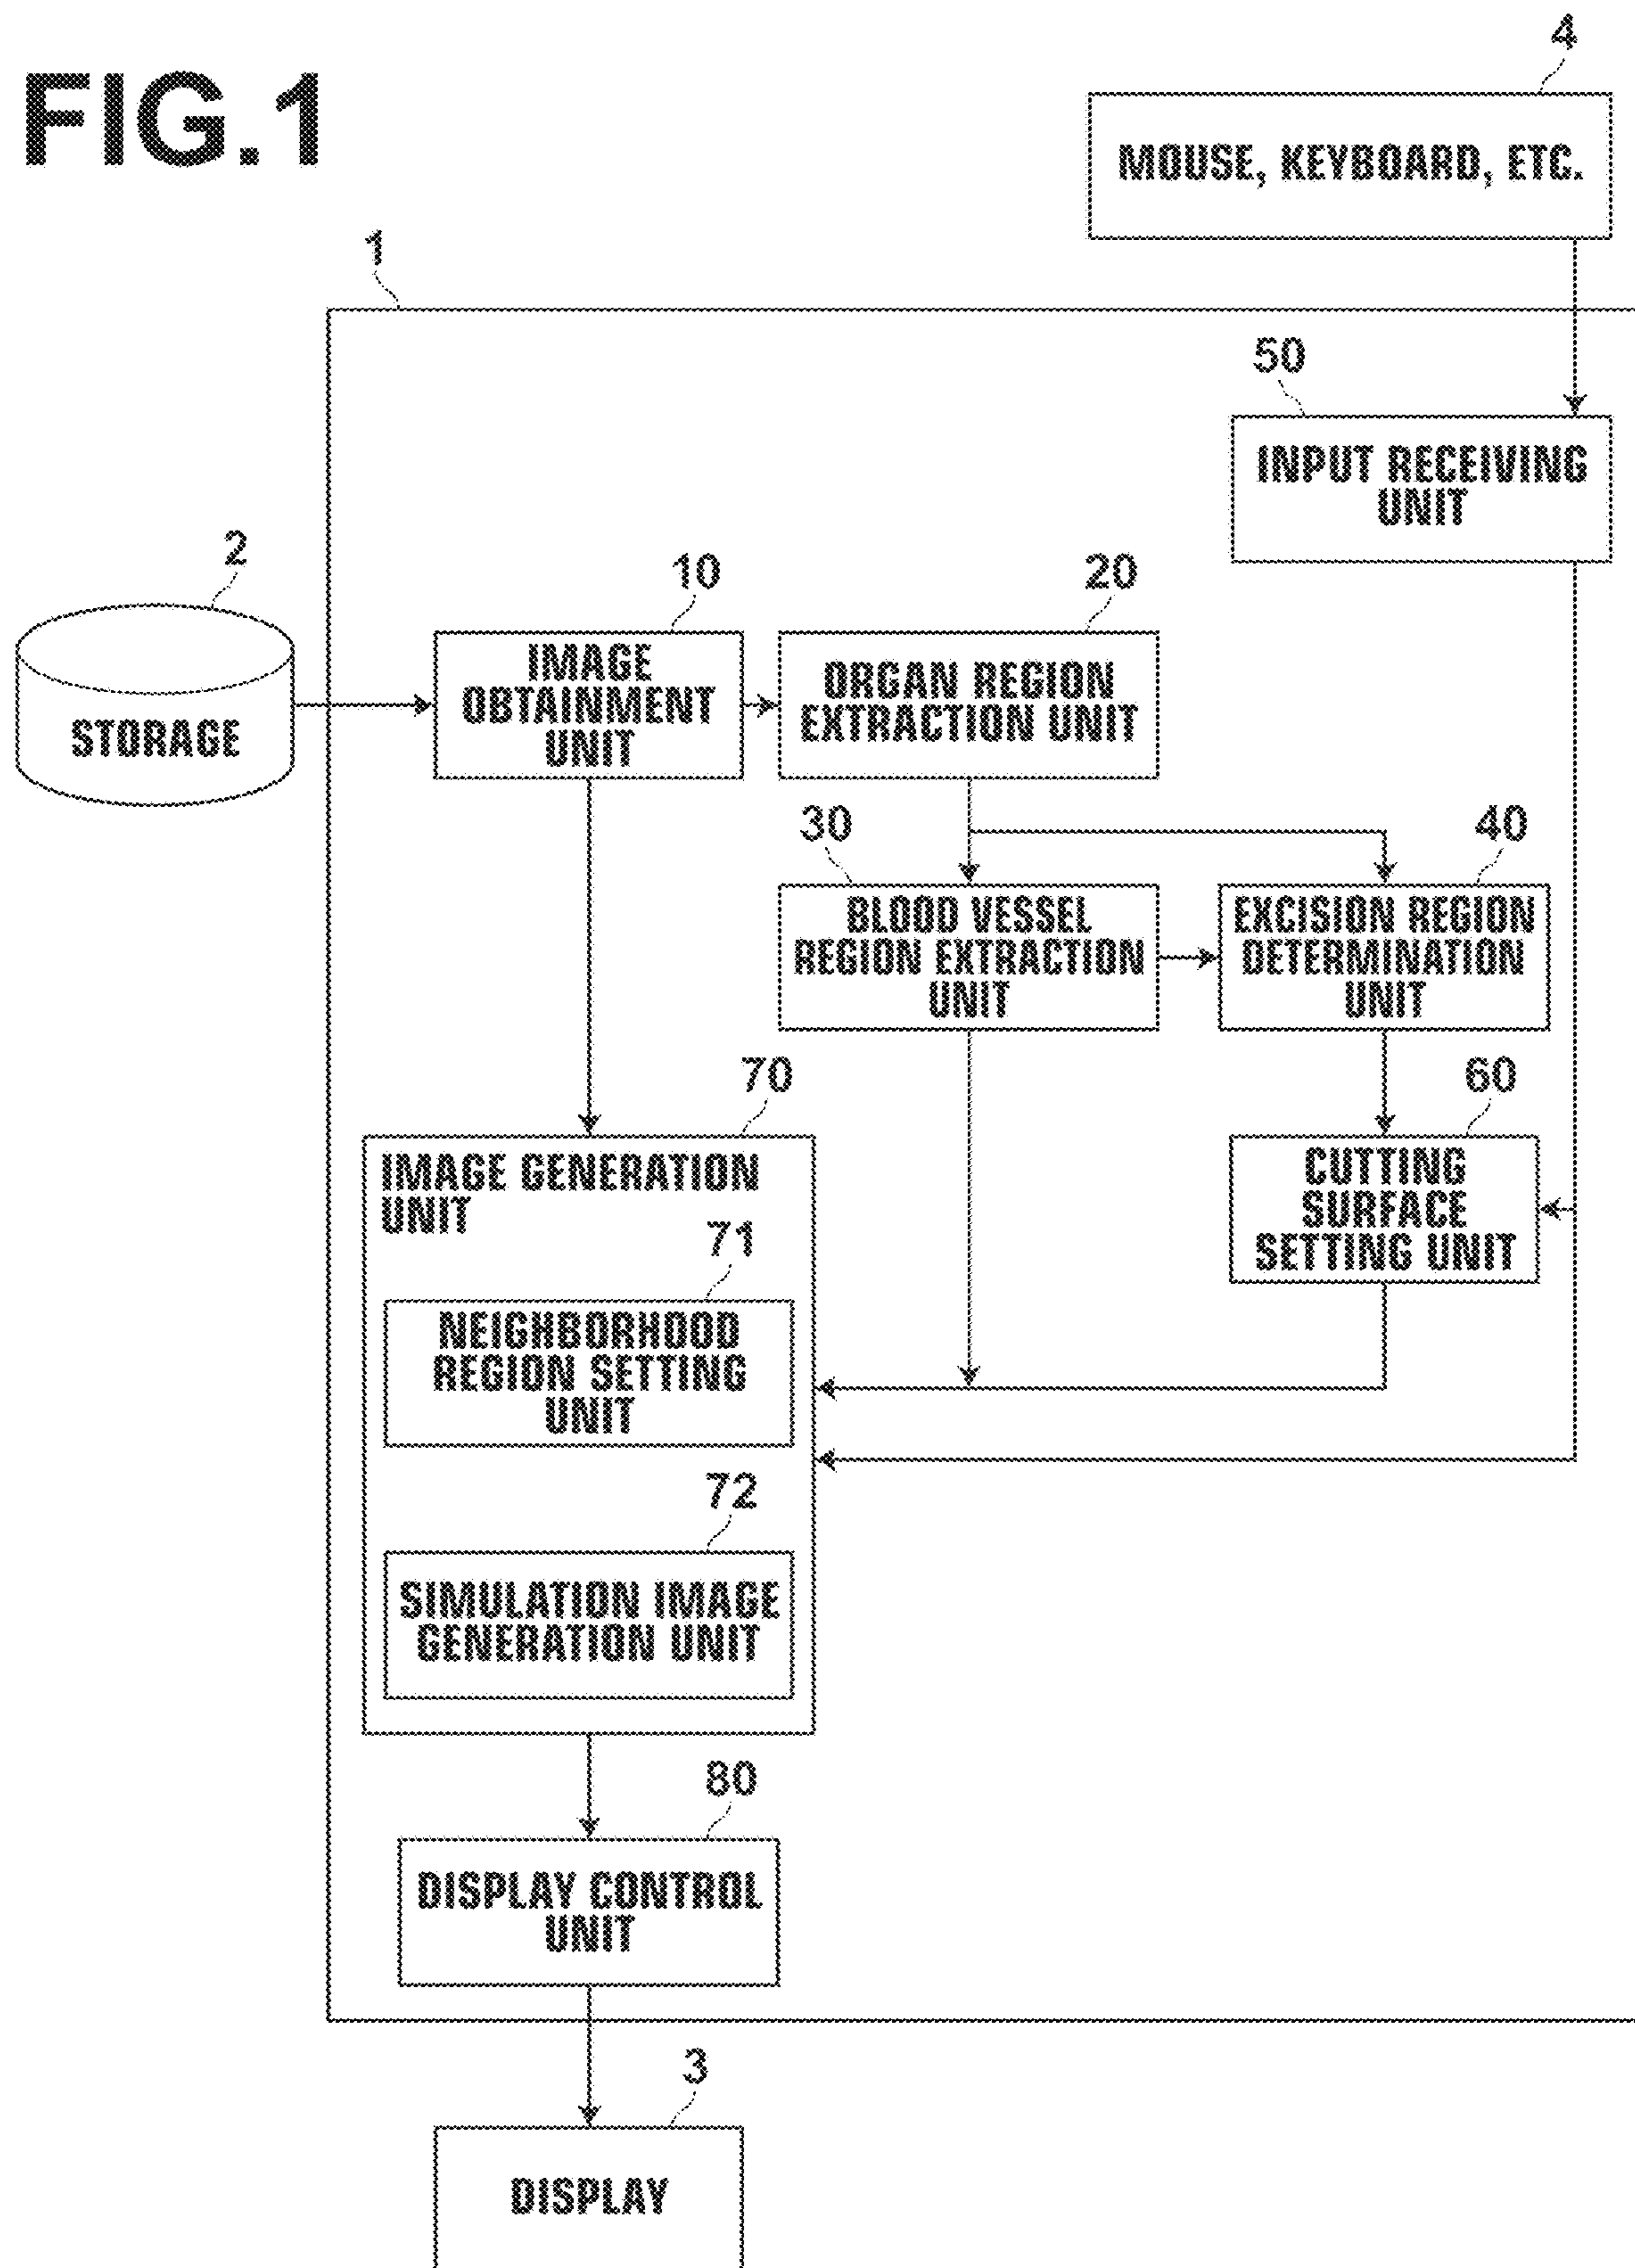 FIG.1
4
MOUSE, KEYBOARD, ETC.
1
50
INPUT RECEIVING
UNIT
2
STORAGE
10
IMAGE
OBTAINMENT
UNIT
20
ORGAN REGION
EXTRACTION UNIT
30
BLOOD VESSEL
REGION EXTRACTION
UNIT
40
EXCISION REGION
DETERMINATION
UNIT
70
IMAGE GENERATION
UNIT
60
CUTTING
SURFACE
SETTING UNIT
71
NEIGHBORHOOD
REGION SETTING
UNIT
72
SIMULATION IMAGE
GENERATION UNIT
80
DISPLAY CONTROL
UNIT
3
DISPLAY